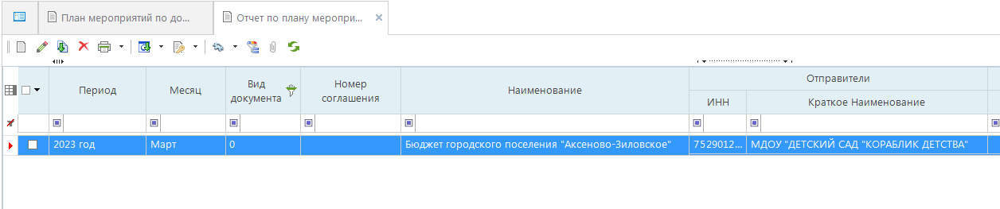 План мероприятий по до...
Отчет по плану мероприя...
Период
Месяц
Вид документа
Номер соглашения
Наименование
Отправители
ИНН
Краткое Наименование
2023 год
Март
0
Бюджет городского поселения "Аксеново-Зиловское"
7529012...
МДОУ "ДЕТСКИЙ САД "КОРАБЛИК ДЕТСТВА"